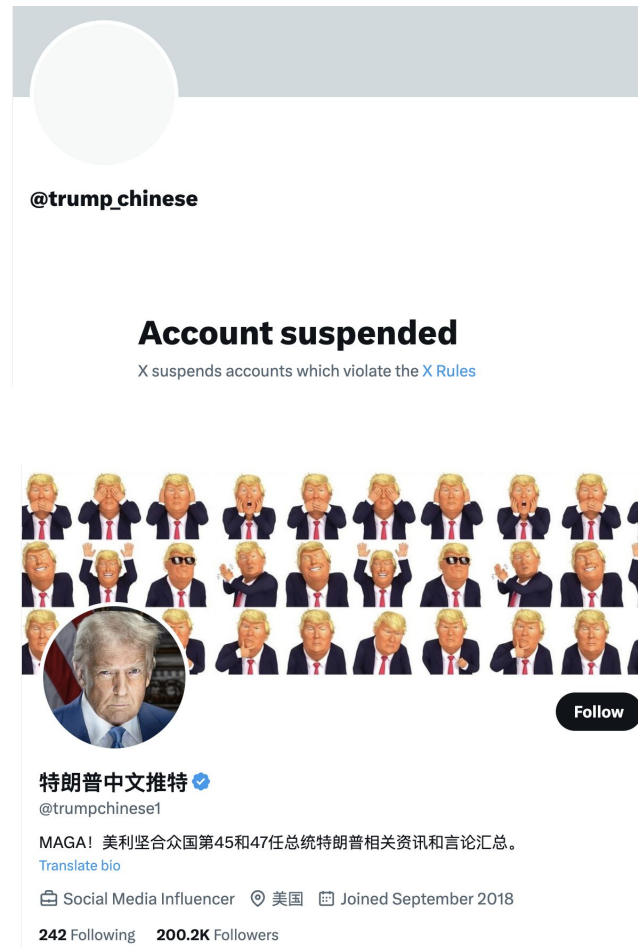 @trump_chinese
Account suspended
X suspends accounts which violate the X Rules
Follow
特朗普中文推特
@trumpchinese1
MAGA！美利坚合众国第45和47任总统特朗普相关资讯和言论汇总。
Translate bio
Social Media Influencer 美国 Joined September 2018
242 Following 200.2K Followers